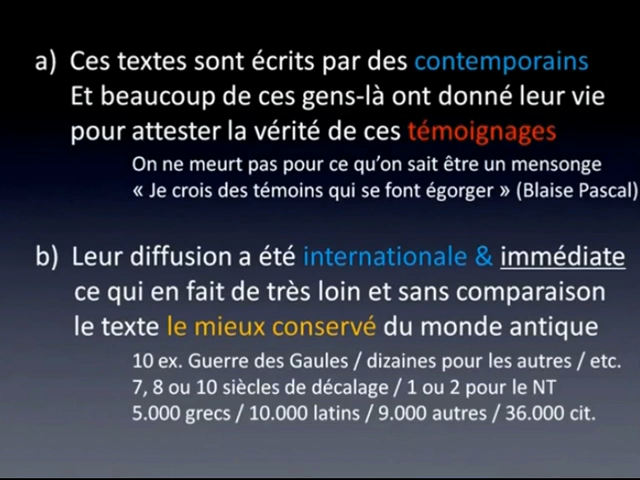 a) Ces textes sont écrits par des contemporains
Et beaucoup de ces gens-là ont donné leur vie
pour attester la vérité de ces témoignages
On ne meurt pas pour ce qu'on sait être un mensonge
« Je crois des témoins qui se font égorger » (Blaise Pascal)
b) Leur diffusion a été internationale & immédiate
ce qui en fait de très loin et sans comparaison
le texte le mieux conservé du monde antique
10 ex. Guerre des Gaules / dizaines pour les autres / etc.
7, 8 ou 10 siècles de décalage / 1 ou 2 pour le NT
5.000 grecs / 10.000 latins / 9.000 autres / 36.000 cit.